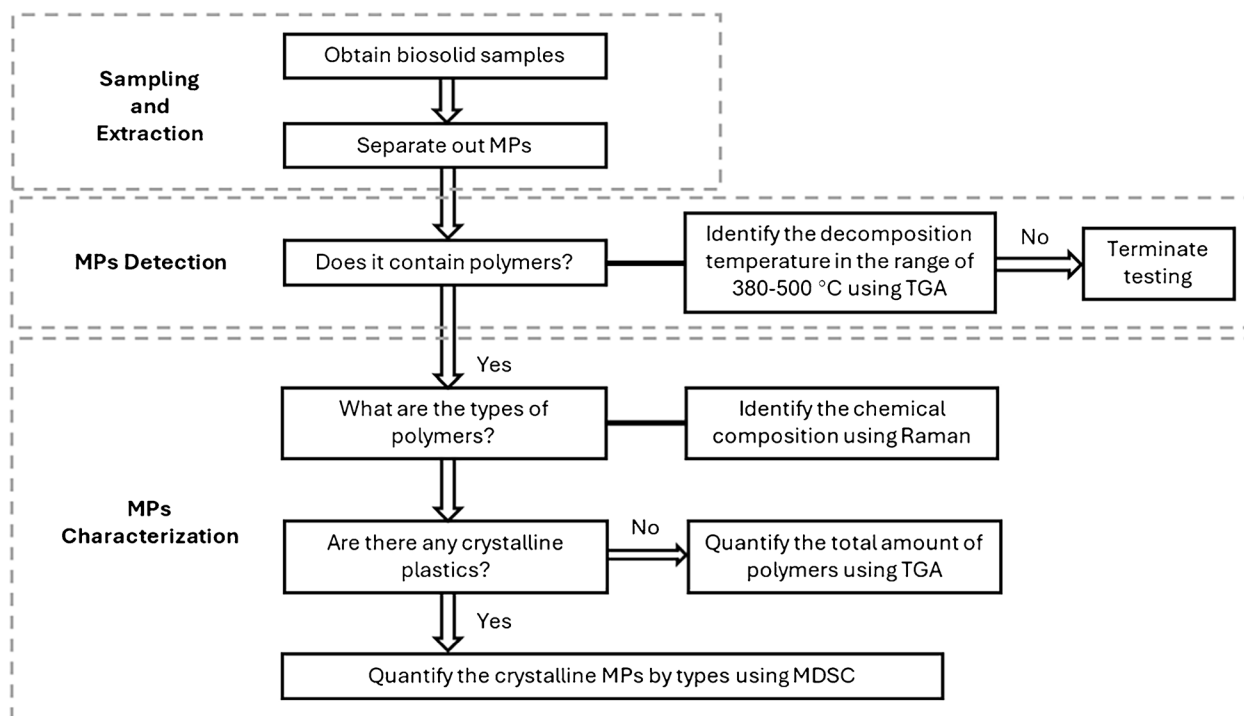 Obtain biosolid samples
Sampling
and
Extraction
Separate out MPs
MPs Detection
Does it contain polymers?
Identify the decomposition
temperature in the range of
380-500 °C using TGA
No
Terminate
testing
Yes
What are the types of
polymers?
Identify the chemical
composition using Raman
MPs
Characterization
Are there any crystalline
plastics?
No
Quantify the total amount of
polymers using TGA
Yes
Quantify the crystalline MPs by types using MDSC